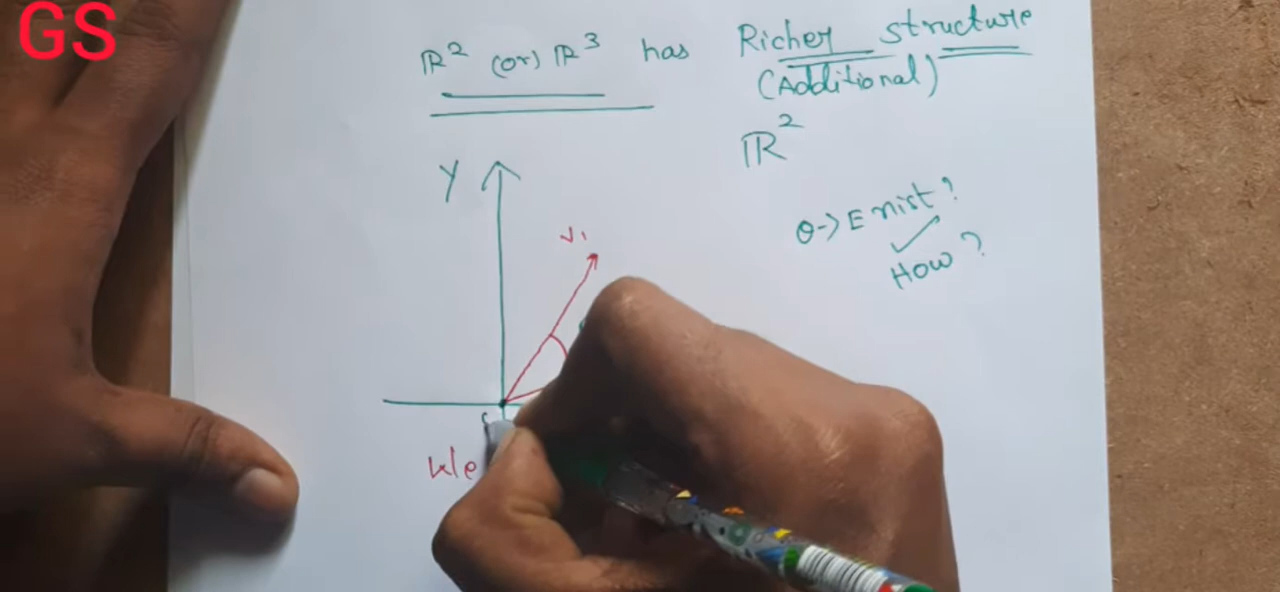 GS
ℝ² (or) ℝ³ has Richer structure
(Additional)
ℝ²
Y
θ-> Exist?
How?
V₁
We